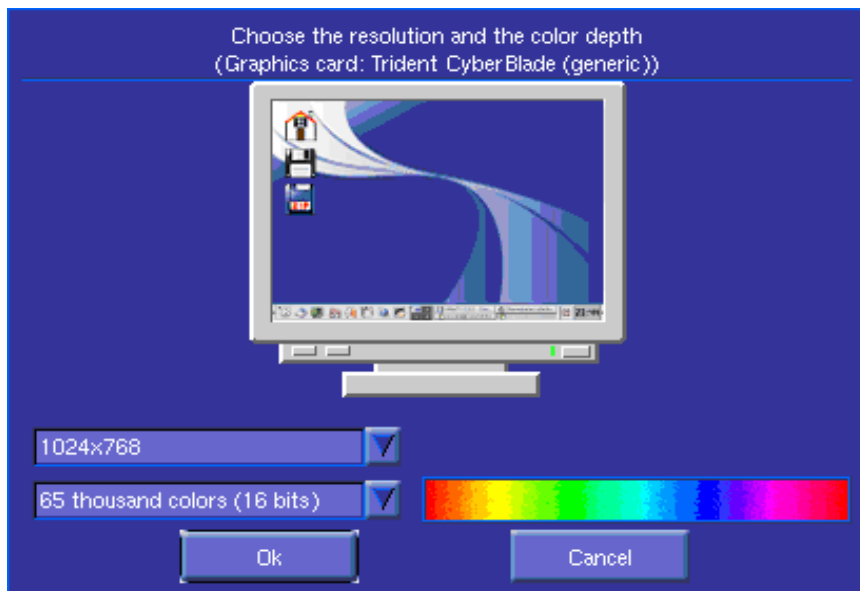 Choose the resolution and the color depth
(Graphics card: Trident CyberBlade (generic))
1024x768
65 thousand colors (16 bits)
Ok
Cancel